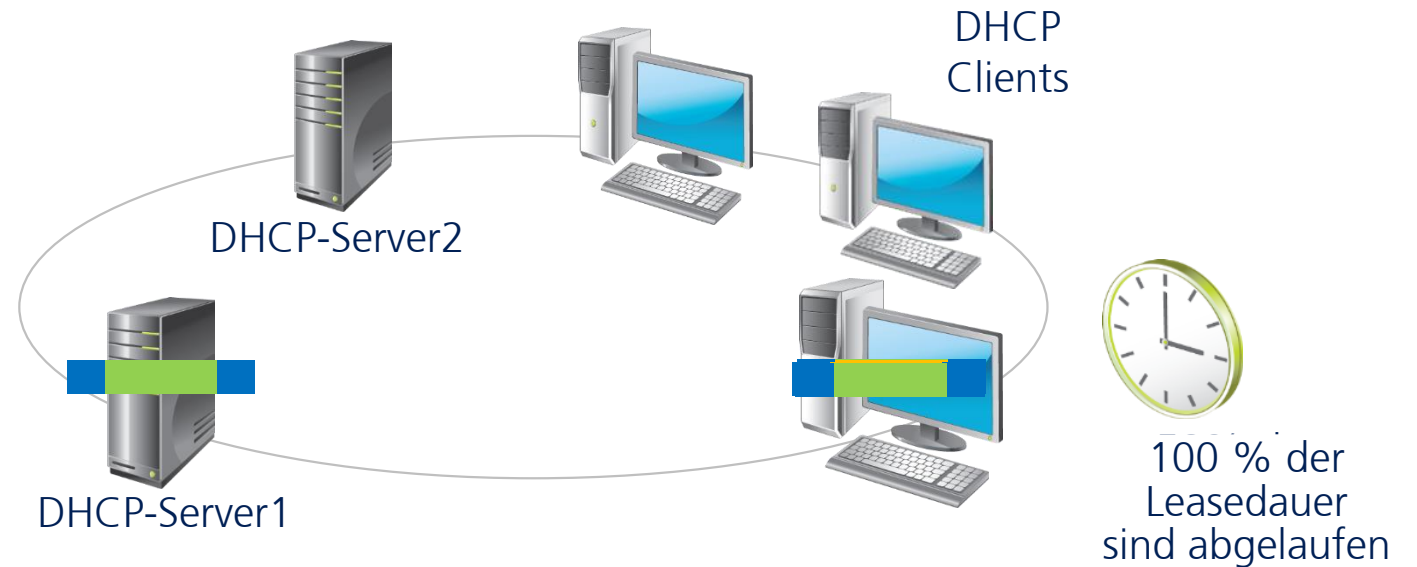 DHCP
Clients
DHCP-Server2
DHCP-Server1
100 % der
Leasedauer
sind abgelaufen